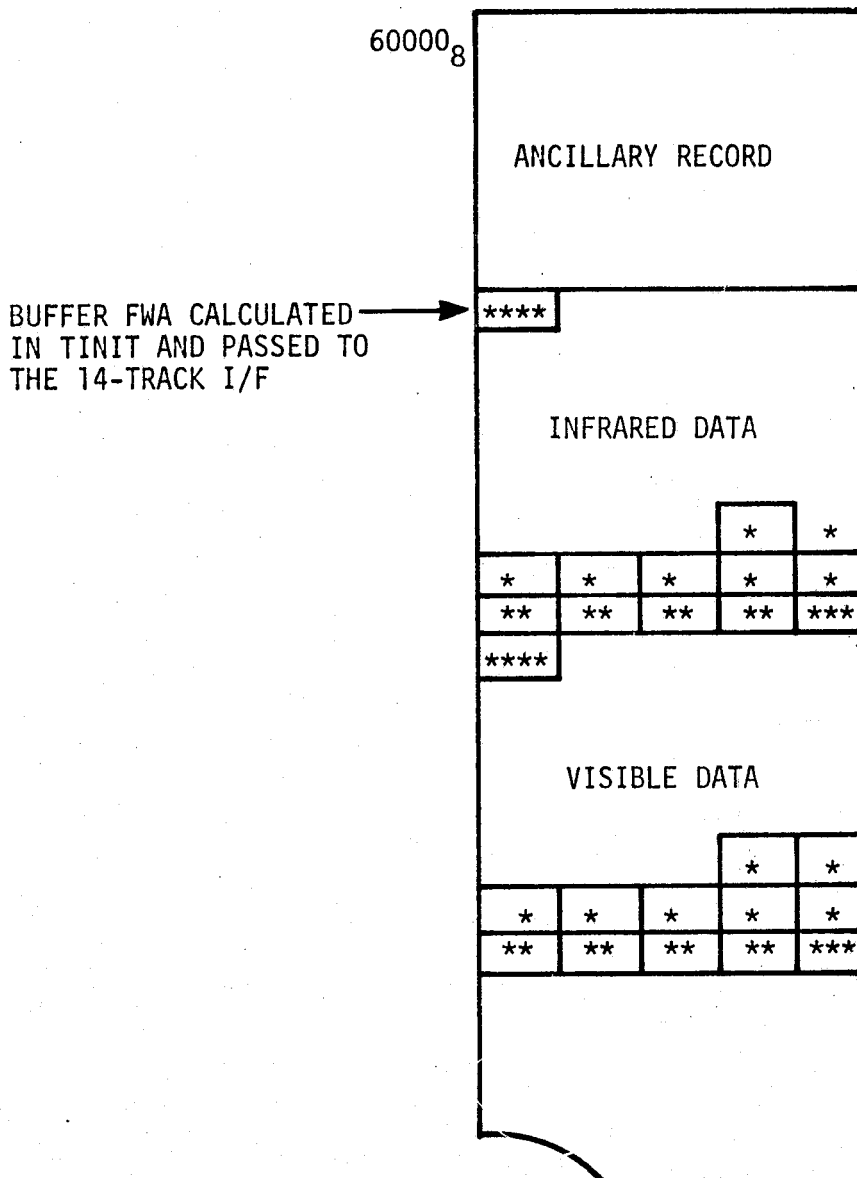 60000₈
ANCILLARY RECORD
BUFFER FWA CALCULATED
IN TINIT AND PASSED TO
THE 14-TRACK I/F
****
INFRARED DATA
* *
* * * * *
** ** ** ** ***
****
VISIBLE DATA
* *
* * * * *
** ** ** ** ***